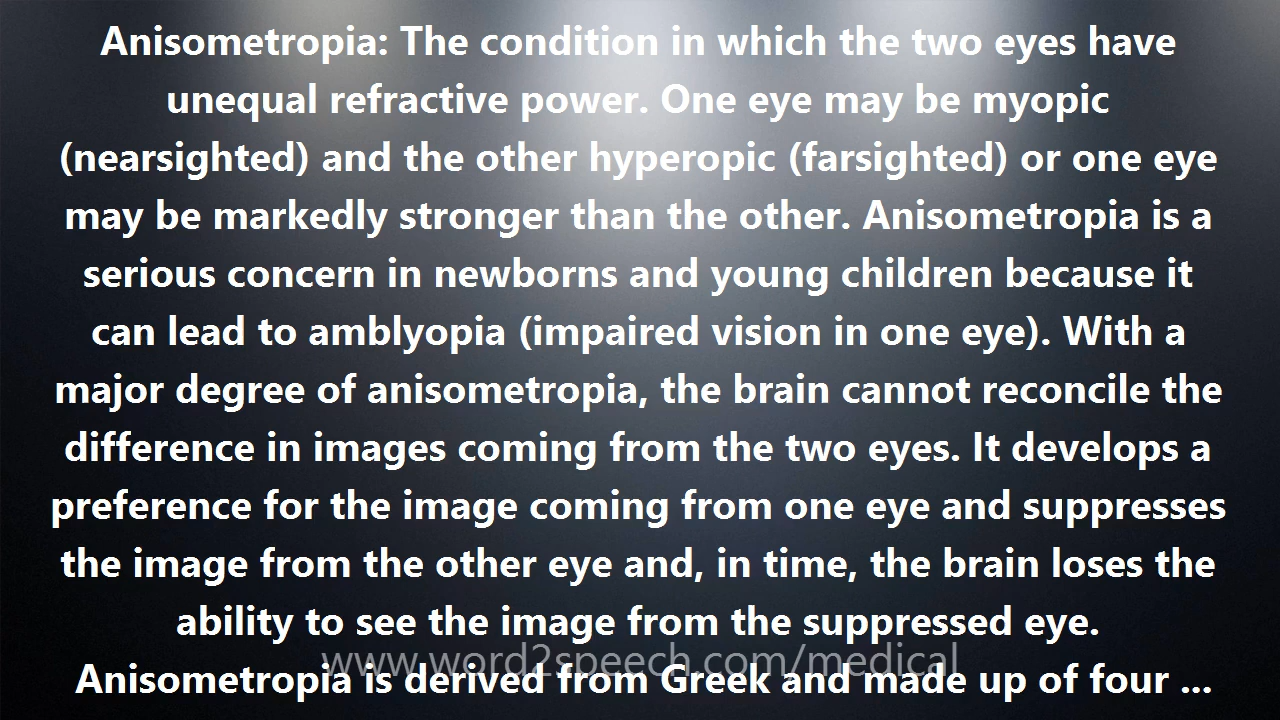 Anisometropia: The condition in which the two eyes have
unequal refractive power. One eye may be myopic
(nearsighted) and the other hyperopic (farsighted) or one eye
may be markedly stronger than the other. Anisometropia is a
serious concern in newborns and young children because it
can lead to amblyopia (impaired vision in one eye). With a
major degree of anisometropia, the brain cannot reconcile the
difference in images coming from the two eyes. It develops a
preference for the image coming from one eye and suppresses
the image from the other eye and, in time, the brain loses the
ability to see the image from the suppressed eye.
www.word2speech.com/medical
Anisometropia is derived from Greek and made up of four ...